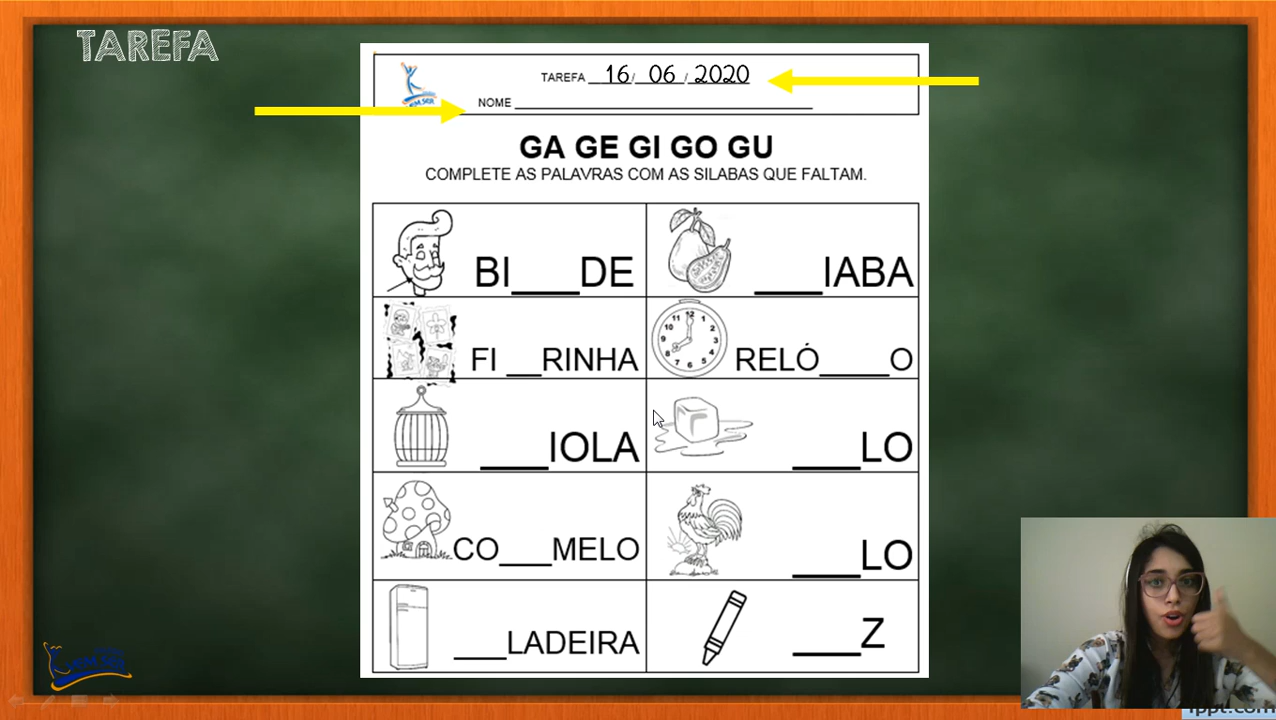 TAREFA
TAREFA 16/ 06 /2020
NOME
GA GE GI GO GU
COMPLETE AS PALAVRAS COM AS SILABAS QUE FALTAM.
BI___DE
___IABA
FI __RINHA
RELÓ____O
___IOLA
___LO
CO___MELO
___LO
___LADEIRA
___Z